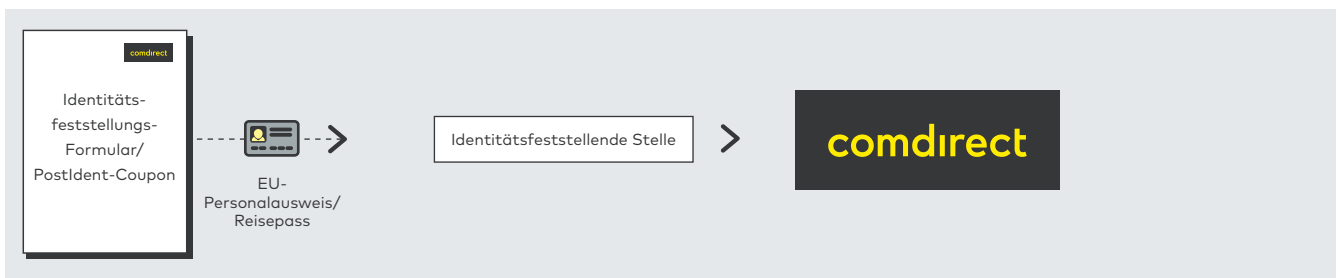 comdirect
Identitäts-
feststellungs-
Formular/
PostIdent-Coupon
EU-
Personalausweis/
Reisepass
Identitätsfeststellende Stelle
comdirect